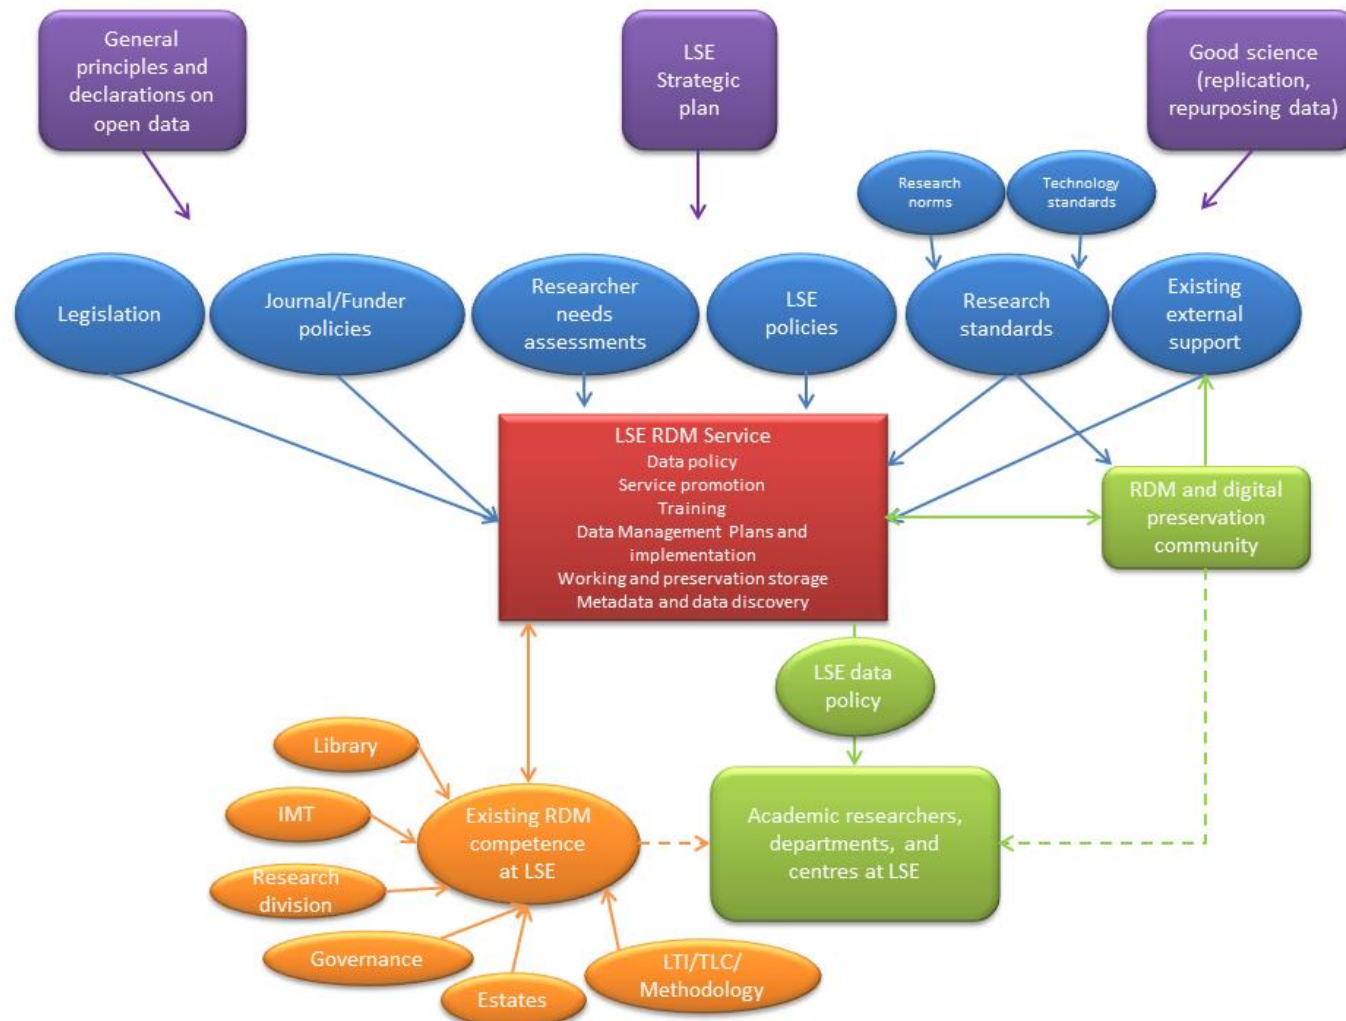 General
principles and
declarations on
open data
LSE
Strategic
plan
Good science
(replication,
repurposing data)
Research
norms
Technology
standards
Legislation
Journal/Funder
policies
Researcher
needs
assessments
LSE
policies
Research
standards
Existing
external
support
LSE RDM Service
Data policy
Service promotion
Training
Data Management Plans and
implementation
Working and preservation storage
Metadata and data discovery
RDM and digital
preservation
community
LSE data
policy
Library
IMT
Research
division
Governance
Estates
LTI/TLC/
Methodology
Existing RDM
competence
at LSE
Academic researchers,
departments, and
centres at LSE